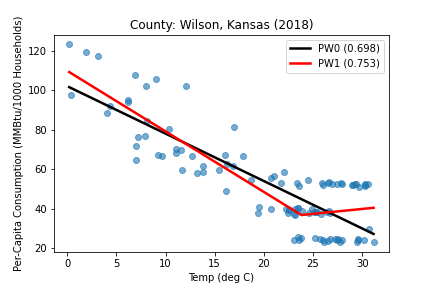 County: Wilson, Kansas (2018)
Per-Capita Consumption (MMBtu/1000 Households)
120
100
80
60
40
20
PW0 (0.698)
PW1 (0.753)
0 5 10 15 20 25 30
Temp (deg C)